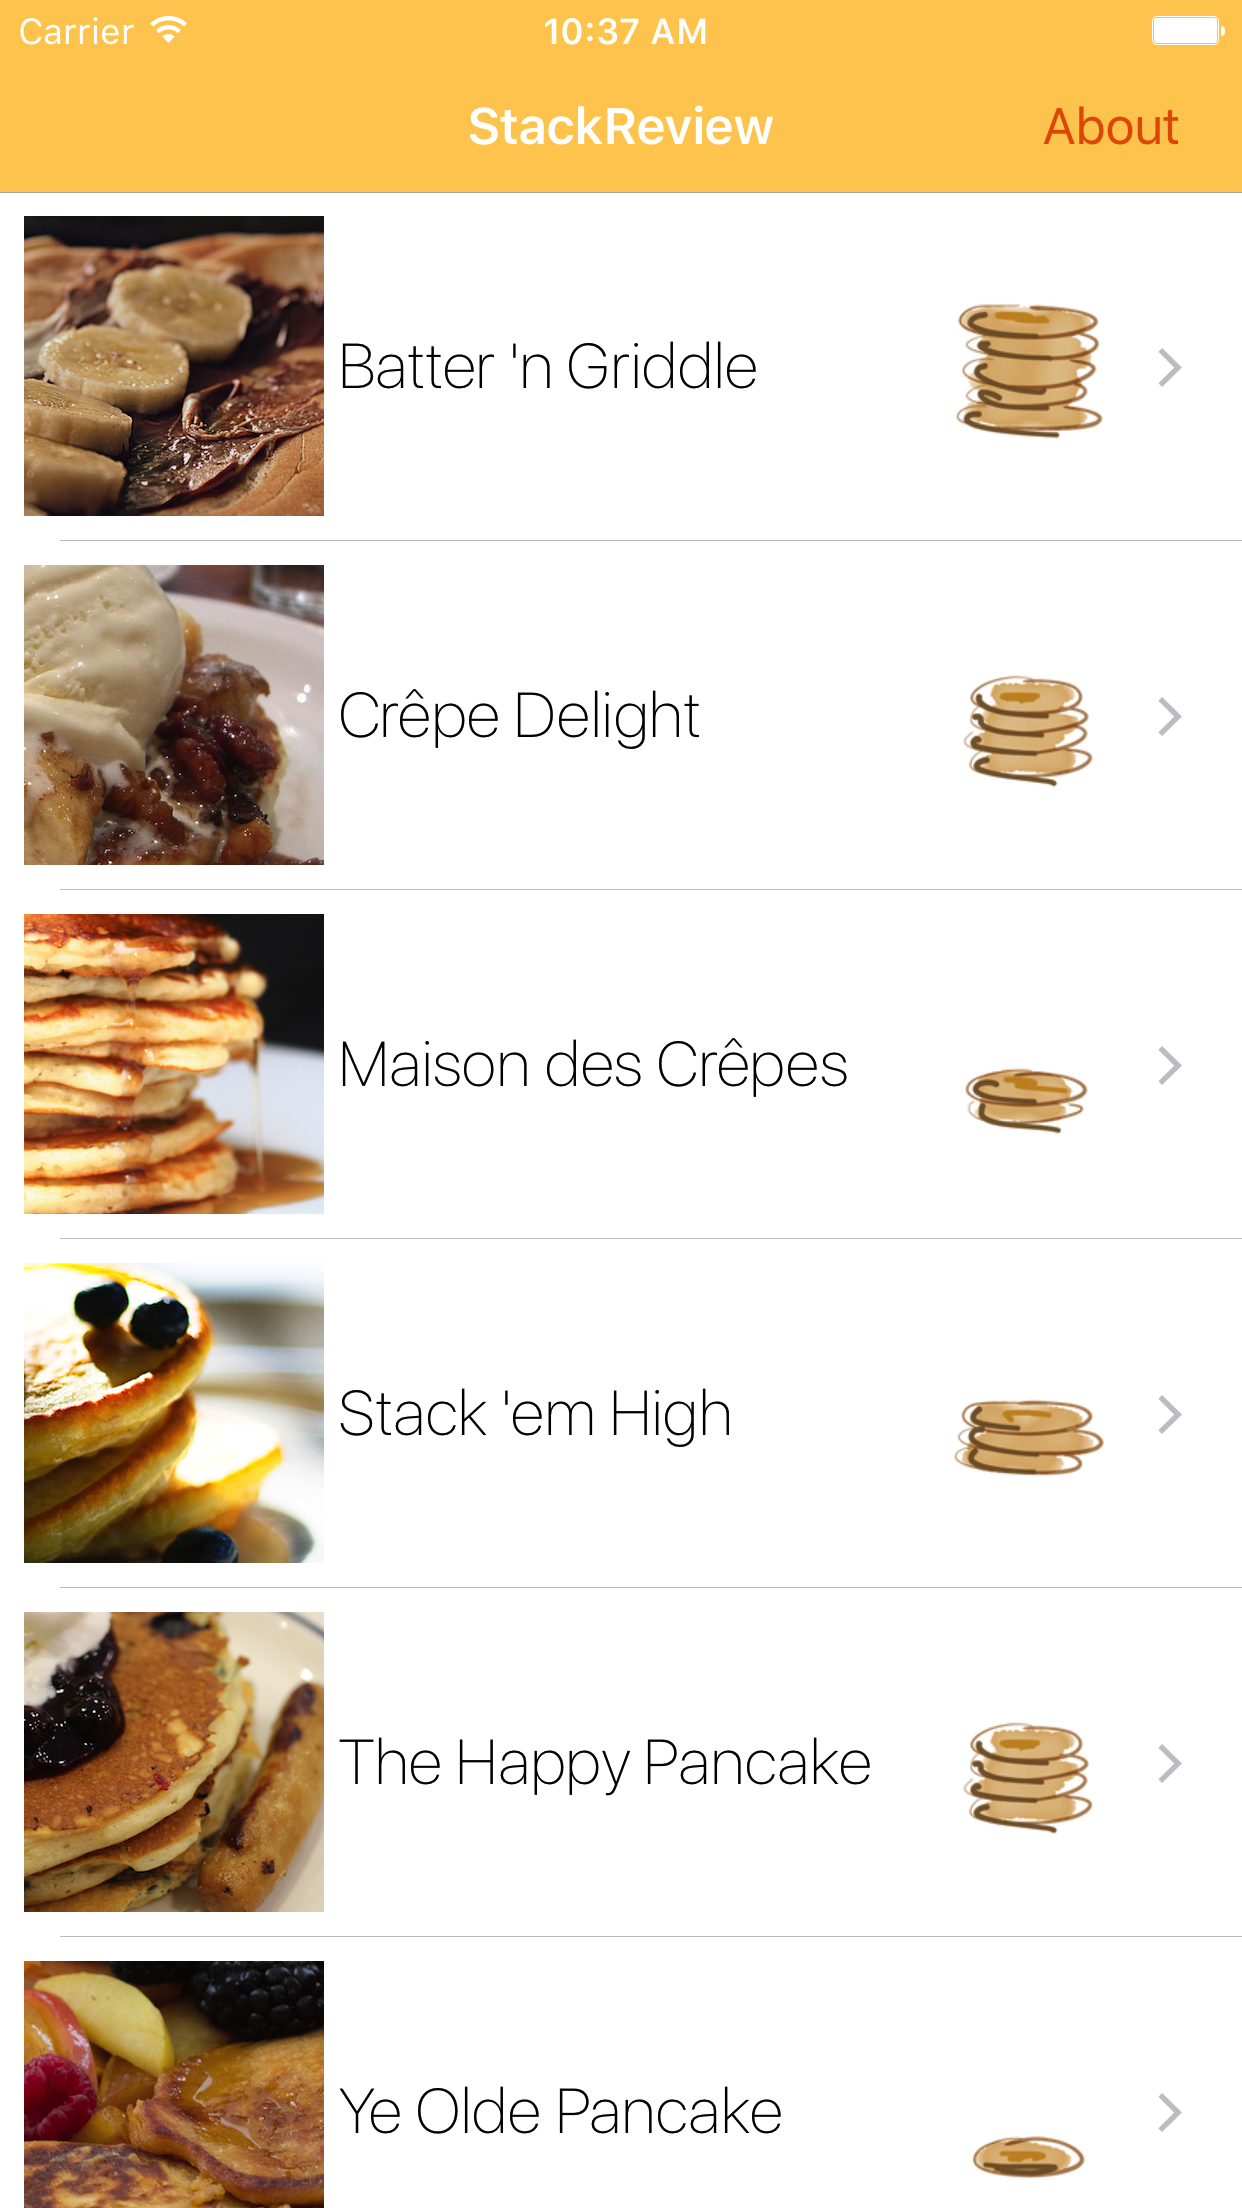 Carrier 10:37 AM
StackReview About
Batter 'n Griddle
Crêpe Delight
Maison des Crêpes
Stack 'em High
The Happy Pancake
Ye Olde Pancake